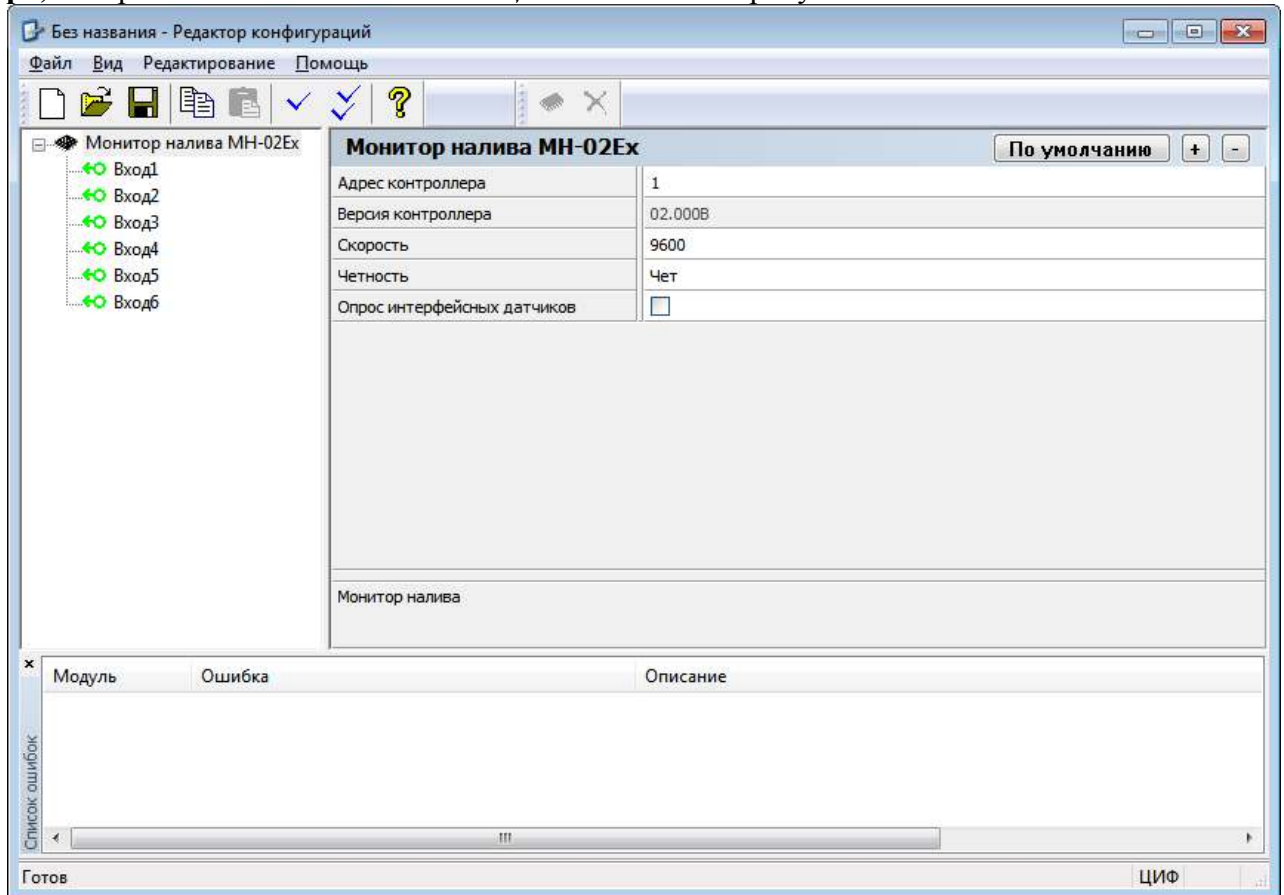 Без названия - Редактор конфигураций
Файл Вид Редактирование Помощь
Монитор налива МН-02Ex
Вход1
Вход2
Вход3
Вход4
Вход5
Вход6
Монитор налива МН-02Ex По умолчанию + -
Адрес контроллера 1
Версия контроллера 02.000B
Скорость 9600
Четность Чет
Опрос интерфейсных датчиков
Монитор налива
Модуль Ошибка Описание
Список ошибок
Готов ЦИФ